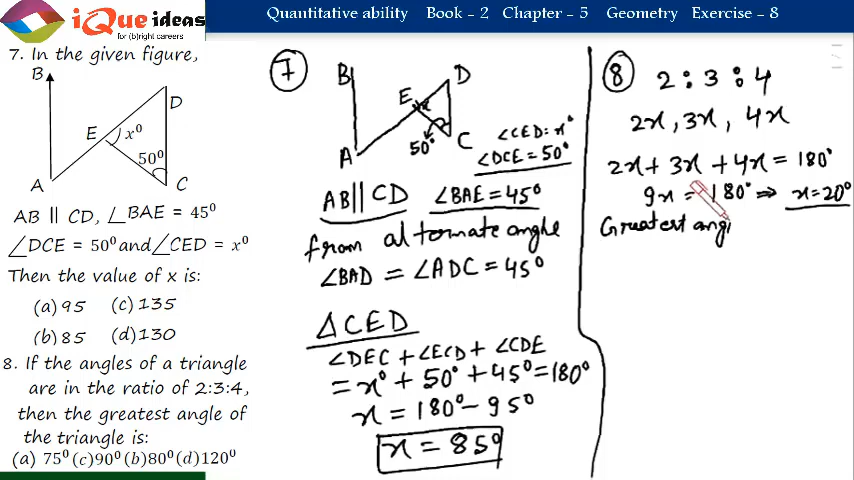 iQue ideas
for (b)right careers
Quantitative ability Book - 2 Chapter - 5 Geometry Exercise - 8
7. In the given figure,
B
D
E
x⁰
50⁰
A
C
AB || CD, ∠BAE = 45⁰
∠DCE = 50⁰ and ∠CED = x⁰
Then the value of x is:
(a) 95 (c) 135
(b) 85 (d) 130
8. If the angles of a triangle
are in the ratio of 2:3:4,
then the greatest angle of
the triangle is:
(a) 75⁰ (c) 90⁰ (b) 80⁰ (d) 120⁰
7
B
D
E
x
A
C
50°
∠CED = x°
∠DCE = 50°
AB || CD ∠BAE = 45°
from alternate anghe
∠BAD = ∠ADC = 45°
△CED
∠DEC + ∠ECD + ∠CDE
= x° + 50° + 45° = 180°
x = 180° - 95°
x = 85°
8
2 : 3 : 4
2x, 3x, 4x
2x + 3x + 4x = 180°
9x = 180° ⇒ x = 20°
Greatest angl